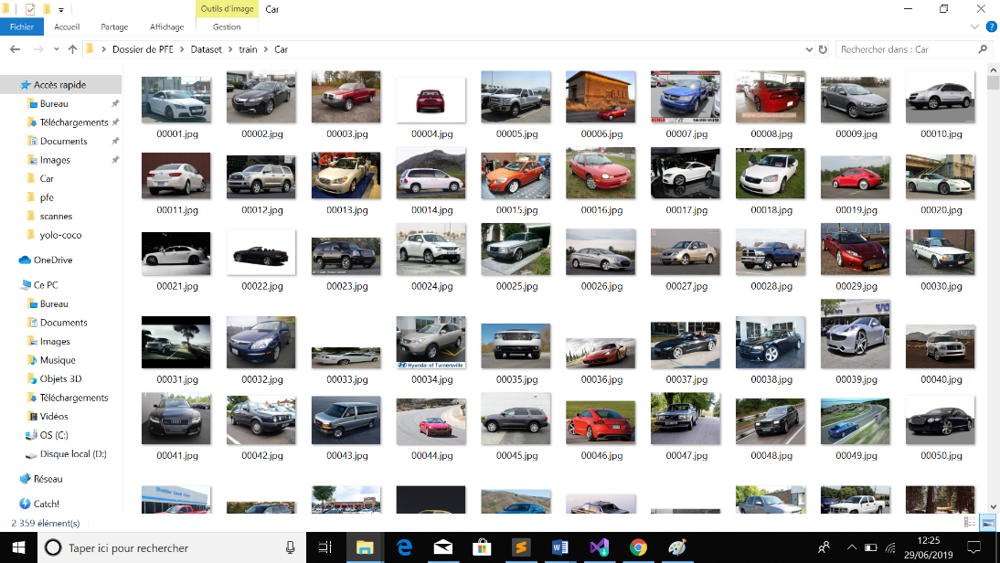 Outils d'image
Car
Fichier
Accueil
Partage
Affichage
Gestion
Dossier de PFE > Dataset > train > Car
Rechercher dans : Car
Accès rapide
Bureau
Téléchargements
Documents
Images
Car
pfe
scannes
yolo-coco
OneDrive
Ce PC
Bureau
Documents
Images
Musique
Objets 3D
Téléchargements
Vidéos
OS (C:)
Disque local (D:)
Réseau
Catch!
00001.jpg 00002.jpg 00003.jpg 00004.jpg 00005.jpg 00006.jpg 00007.jpg 00008.jpg 00009.jpg 00010.jpg
00011.jpg 00012.jpg 00013.jpg 00014.jpg 00015.jpg 00016.jpg 00017.jpg 00018.jpg 00019.jpg 00020.jpg
00021.jpg 00022.jpg 00023.jpg 00024.jpg 00025.jpg 00026.jpg 00027.jpg 00028.jpg 00029.jpg 00030.jpg
Hyundai of Turnersville
00031.jpg 00032.jpg 00033.jpg 00034.jpg 00035.jpg 00036.jpg 00037.jpg 00038.jpg 00039.jpg 00040.jpg
00041.jpg 00042.jpg 00043.jpg 00044.jpg 00045.jpg 00046.jpg 00047.jpg 00048.jpg 00049.jpg 00050.jpg
2 359 élément(s)
Taper ici pour rechercher
12:25
29/06/2019